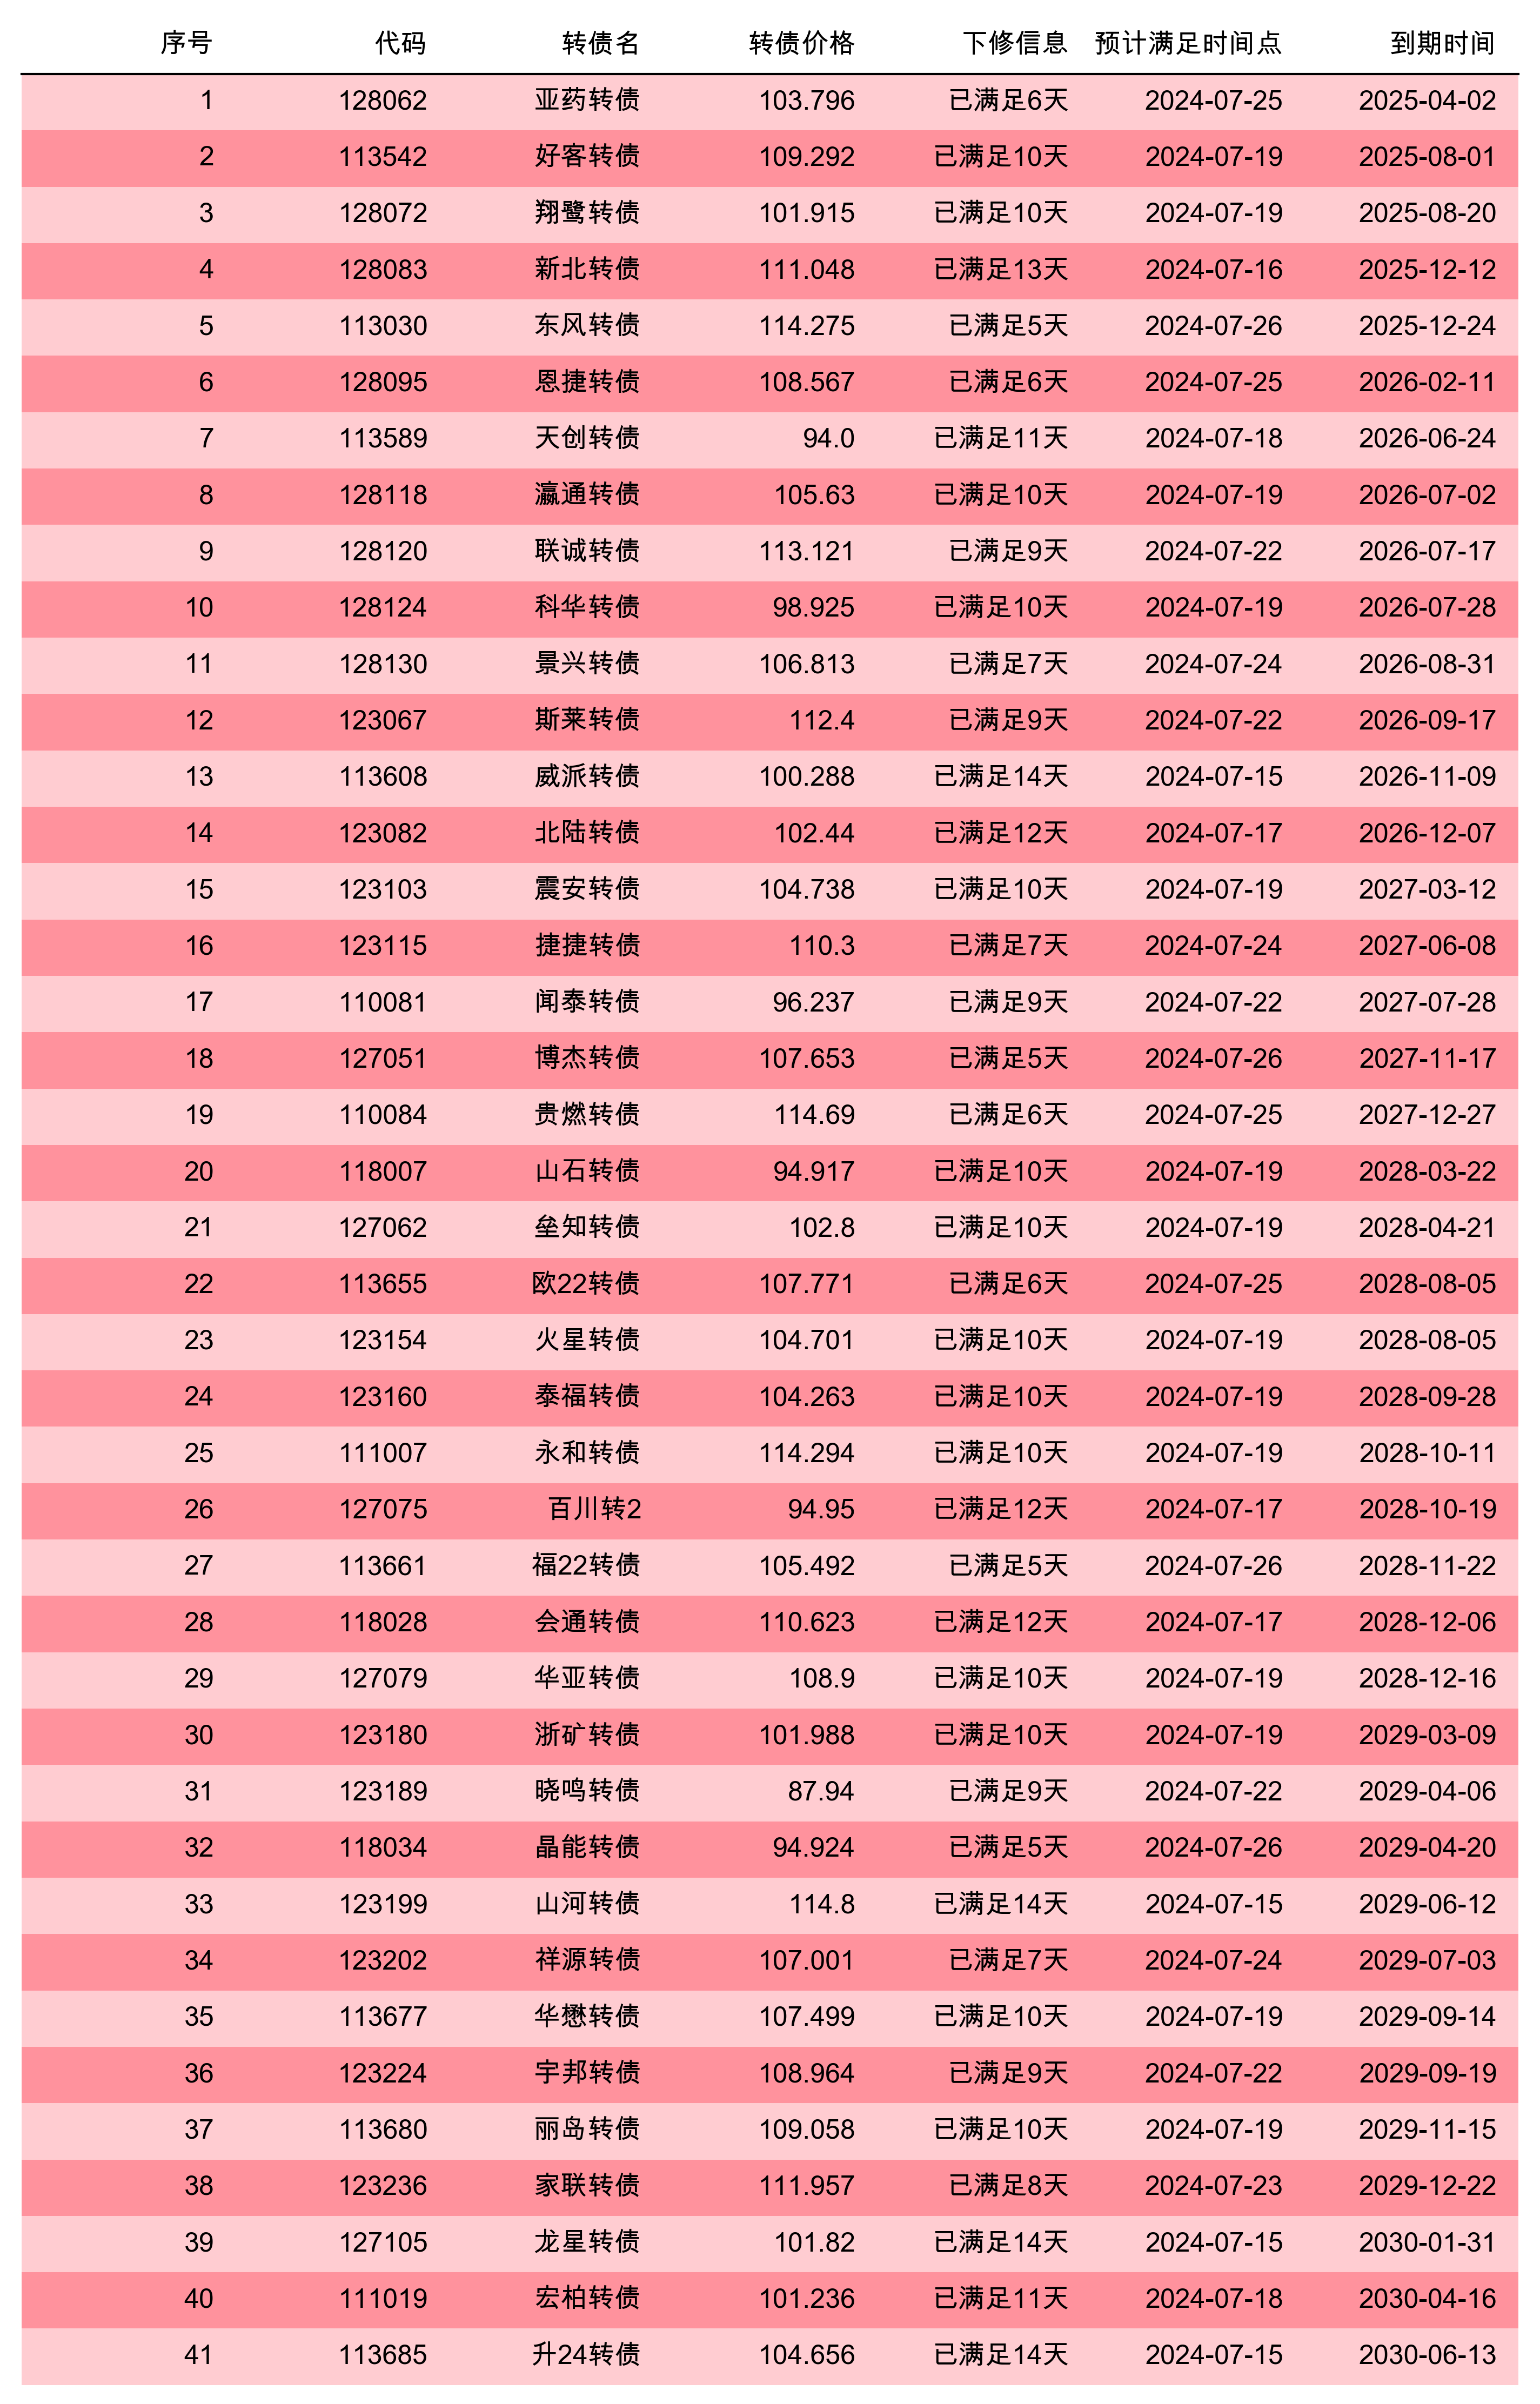 序号 代码 转债名 转债价格 下修信息 预计满足时间点 到期时间
1 128062 亚药转债 103.796 已满足6天 2024-07-25 2025-04-02
2 113542 好客转债 109.292 已满足10天 2024-07-19 2025-08-01
3 128072 翔鹭转债 101.915 已满足10天 2024-07-19 2025-08-20
4 128083 新北转债 111.048 已满足13天 2024-07-16 2025-12-12
5 113030 东风转债 114.275 已满足5天 2024-07-26 2025-12-24
6 128095 恩捷转债 108.567 已满足6天 2024-07-25 2026-02-11
7 113589 天创转债 94.0 已满足11天 2024-07-18 2026-06-24
8 128118 瀛通转债 105.63 已满足10天 2024-07-19 2026-07-02
9 128120 联诚转债 113.121 已满足9天 2024-07-22 2026-07-17
10 128124 科华转债 98.925 已满足10天 2024-07-19 2026-07-28
11 128130 景兴转债 106.813 已满足7天 2024-07-24 2026-08-31
12 123067 斯莱转债 112.4 已满足9天 2024-07-22 2026-09-17
13 113608 威派转债 100.288 已满足14天 2024-07-15 2026-11-09
14 123082 北陆转债 102.44 已满足12天 2024-07-17 2026-12-07
15 123103 震安转债 104.738 已满足10天 2024-07-19 2027-03-12
16 123115 捷捷转债 110.3 已满足7天 2024-07-24 2027-06-08
17 110081 闻泰转债 96.237 已满足9天 2024-07-22 2027-07-28
18 127051 博杰转债 107.653 已满足5天 2024-07-26 2027-11-17
19 110084 贵燃转债 114.69 已满足6天 2024-07-25 2027-12-27
20 118007 山石转债 94.917 已满足10天 2024-07-19 2028-03-22
21 127062 垒知转债 102.8 已满足10天 2024-07-19 2028-04-21
22 113655 欧22转债 107.771 已满足6天 2024-07-25 2028-08-05
23 123154 火星转债 104.701 已满足10天 2024-07-19 2028-08-05
24 123160 泰福转债 104.263 已满足10天 2024-07-19 2028-09-28
25 111007 永和转债 114.294 已满足10天 2024-07-19 2028-10-11
26 127075 百川转2 94.95 已满足12天 2024-07-17 2028-10-19
27 113661 福22转债 105.492 已满足5天 2024-07-26 2028-11-22
28 118028 会通转债 110.623 已满足12天 2024-07-17 2028-12-06
29 127079 华亚转债 108.9 已满足10天 2024-07-19 2028-12-16
30 123180 浙矿转债 101.988 已满足10天 2024-07-19 2029-03-09
31 123189 晓鸣转债 87.94 已满足9天 2024-07-22 2029-04-06
32 118034 晶能转债 94.924 已满足5天 2024-07-26 2029-04-20
33 123199 山河转债 114.8 已满足14天 2024-07-15 2029-06-12
34 123202 祥源转债 107.001 已满足7天 2024-07-24 2029-07-03
35 113677 华懋转债 107.499 已满足10天 2024-07-19 2029-09-14
36 123224 宇邦转债 108.964 已满足9天 2024-07-22 2029-09-19
37 113680 丽岛转债 109.058 已满足10天 2024-07-19 2029-11-15
38 123236 家联转债 111.957 已满足8天 2024-07-23 2029-12-22
39 127105 龙星转债 101.82 已满足14天 2024-07-15 2030-01-31
40 111019 宏柏转债 101.236 已满足11天 2024-07-18 2030-04-16
41 113685 升24转债 104.656 已满足14天 2024-07-15 2030-06-13